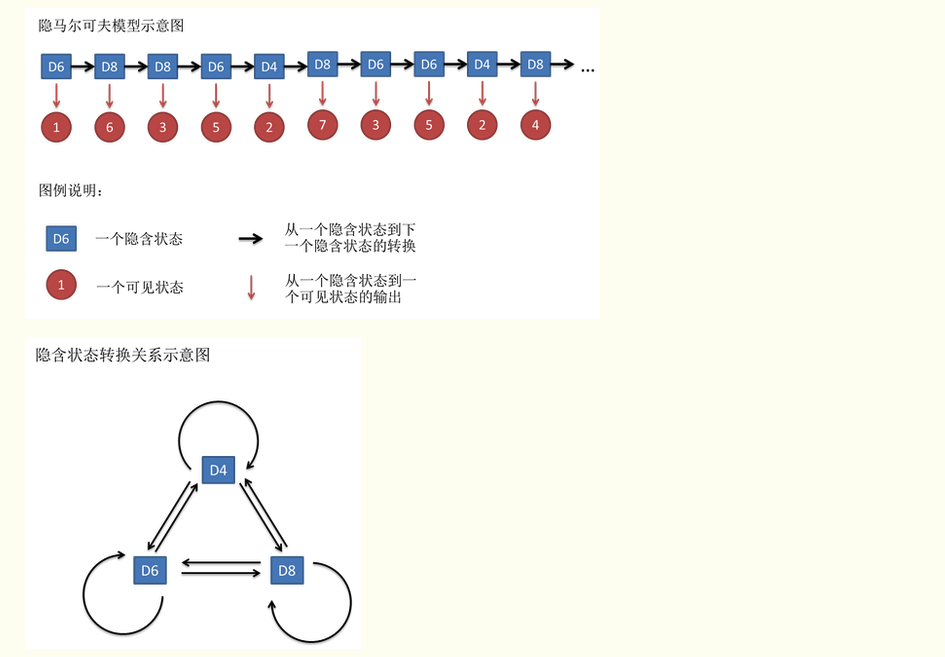 隐马尔可夫模型示意图
D6 D8 D8 D6 D4 D8 D6 D6 D4 D8 ...
1 6 3 5 2 7 3 5 2 4
图例说明:
D6 一个隐含状态 从一个隐含状态到下
一个隐含状态的转换
1 一个可见状态 从一个隐含状态到一
个可见状态的输出
隐含状态转换关系示意图
D4
D6 D8